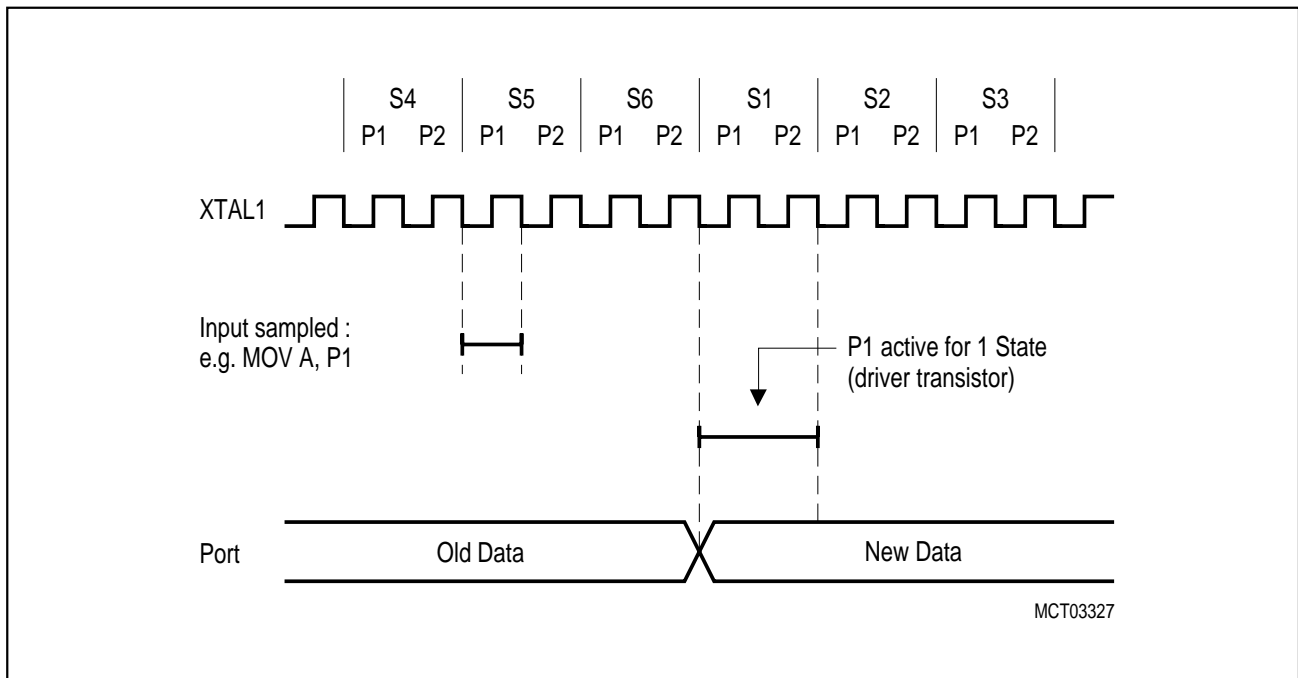 S4 S5 S6 S1 S2 S3
P1 P2 P1 P2 P1 P2 P1 P2 P1 P2 P1 P2
XTAL1
Input sampled :
e.g. MOV A, P1
P1 active for 1 State
(driver transistor)
Port Old Data New Data
MCT03327